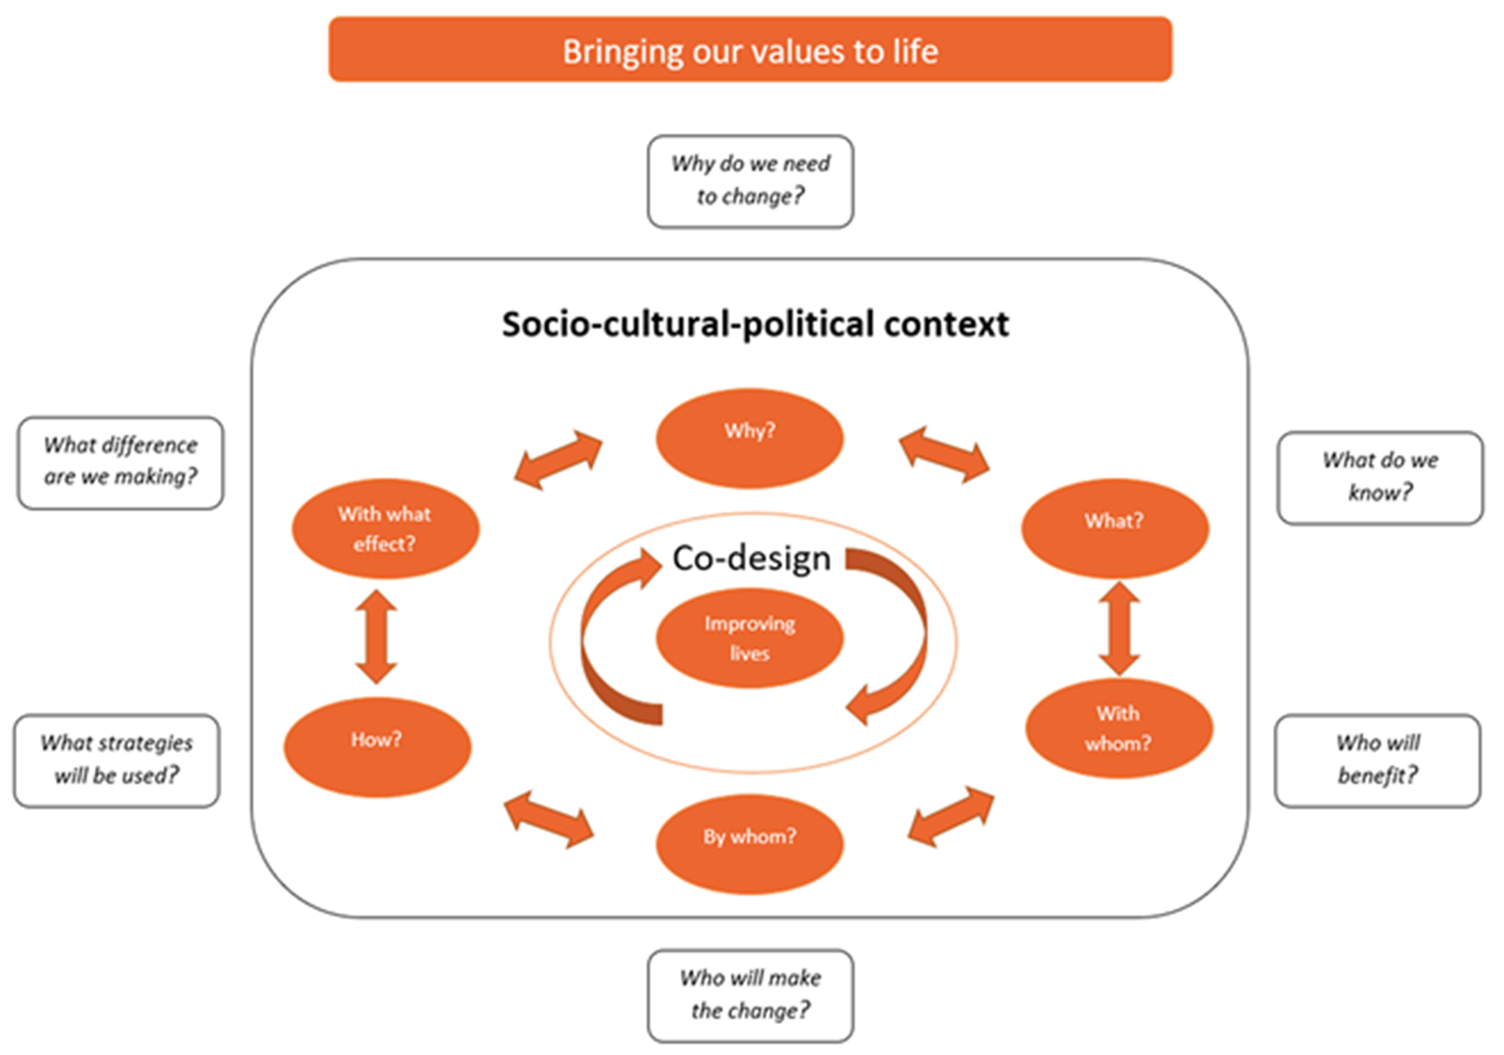 Bringing our values to life
Why do we need
to change?
Socio-cultural-political context
What difference
are we making?
What do we
know?
Why?
With what
effect?
What?
Co-design
Improving
lives
How?
With
whom?
What strategies
will be used?
Who will
benefit?
By whom?
Who will make
the change?